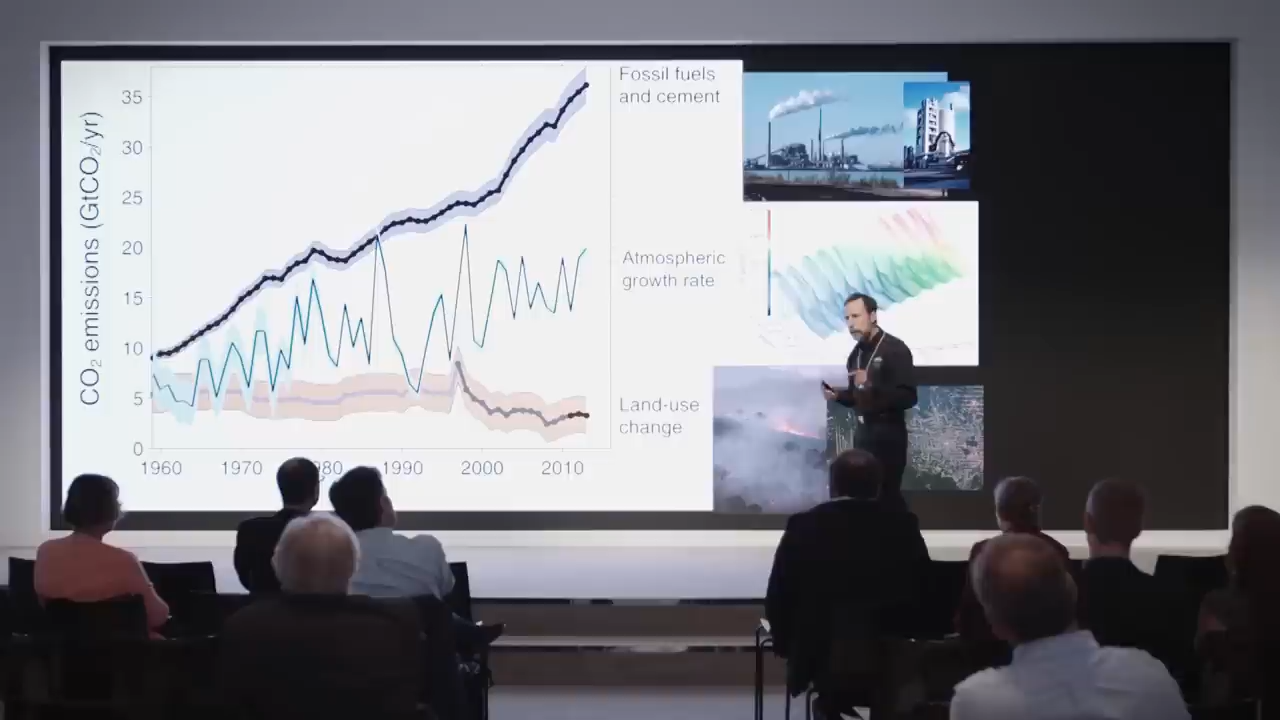 CO₂ emissions (GtCO₂/yr)
35
30
25
20
15
10
5
0
1960 1970 1980 1990 2000 2010
Fossil fuels
and cement
Atmospheric
growth rate
Land-use
change